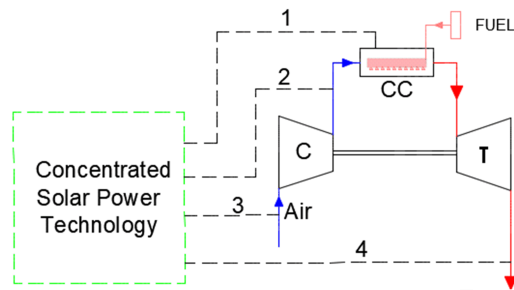 1
FUEL
2
CC
C
T
Concentrated
Solar Power
Technology
3
Air
4